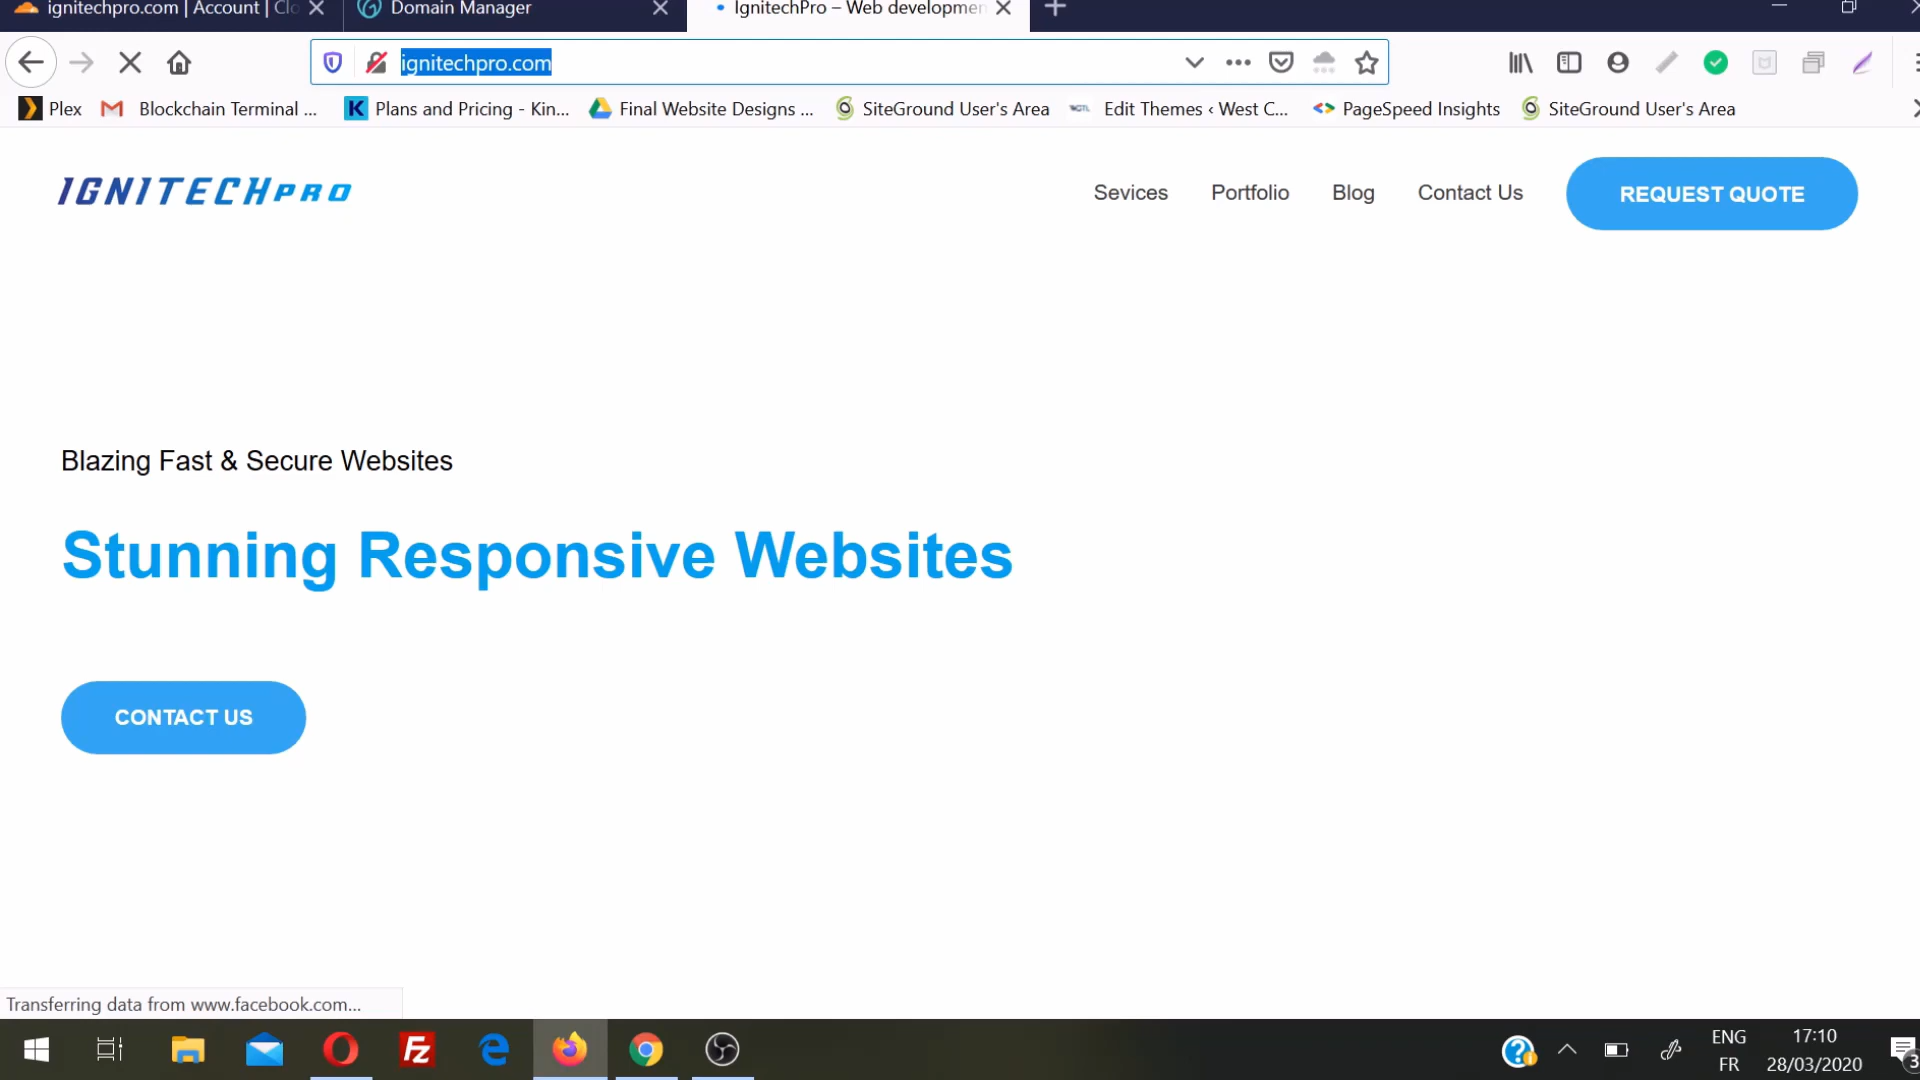 ignitechpro.com | Account | Clo
Domain Manager
IgnitechPro – Web developmen
ignitechpro.com
Plex
Blockchain Terminal ...
Plans and Pricing - Kin...
Final Website Designs ...
SiteGround User's Area
Edit Themes ‹ West C...
PageSpeed Insights
SiteGround User's Area
IGNITECHPRO
Sevices
Portfolio
Blog
Contact Us
REQUEST QUOTE
Blazing Fast & Secure Websites
Stunning Responsive Websites
CONTACT US
Transferring data from www.facebook.com...
ENG
FR
17:10
28/03/2020
3